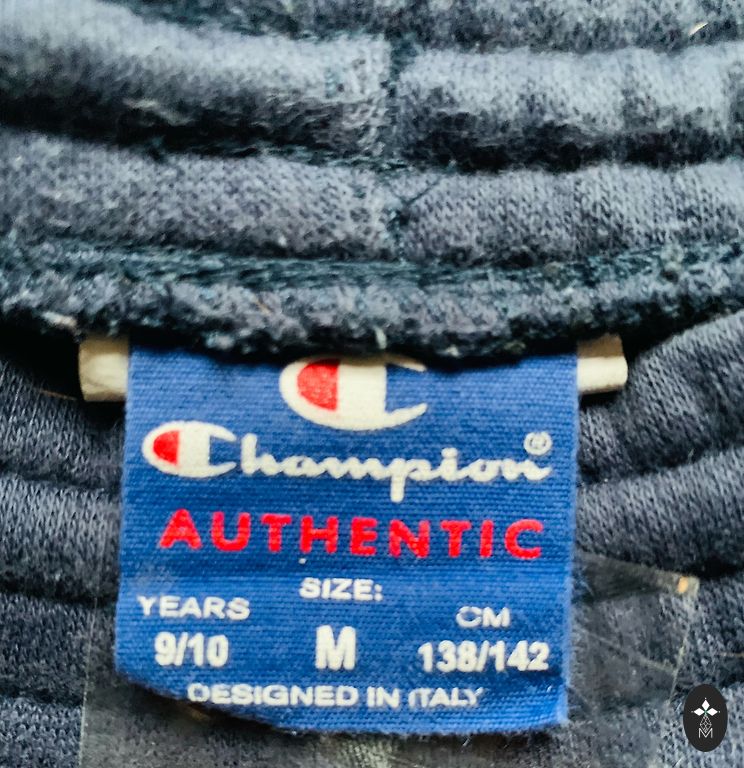 Champion®
AUTHENTIC
SIZE:
YEARS
9/10
M
CM
138/142
DESIGNED IN ITALY
M